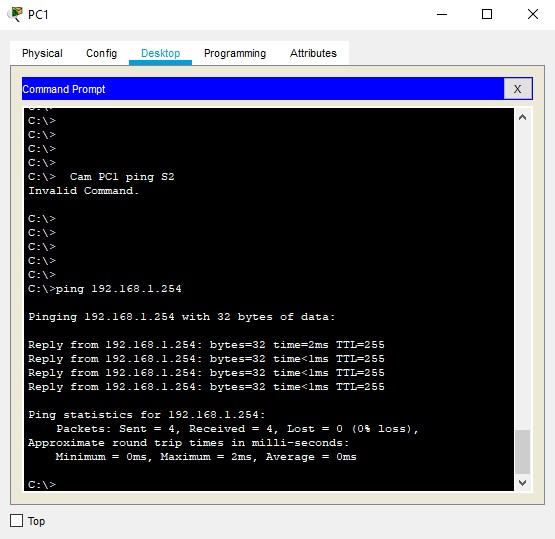 PC1
Physical Config Desktop Programming Attributes
Command Prompt X
C:\>
C:\>
C:\>
C:\>
C:\> Cam PC1 ping S2
Invalid Command.
C:\>
C:\>
C:\>
C:\>
C:\>
C:\>ping 192.168.1.254
Pinging 192.168.1.254 with 32 bytes of data:
Reply from 192.168.1.254: bytes=32 time=2ms TTL=255
Reply from 192.168.1.254: bytes=32 time<1ms TTL=255
Reply from 192.168.1.254: bytes=32 time<1ms TTL=255
Reply from 192.168.1.254: bytes=32 time<1ms TTL=255
Ping statistics for 192.168.1.254:
Packets: Sent = 4, Received = 4, Lost = 0 (0% loss),
Approximate round trip times in milli-seconds:
Minimum = 0ms, Maximum = 2ms, Average = 0ms
C:\>
Top